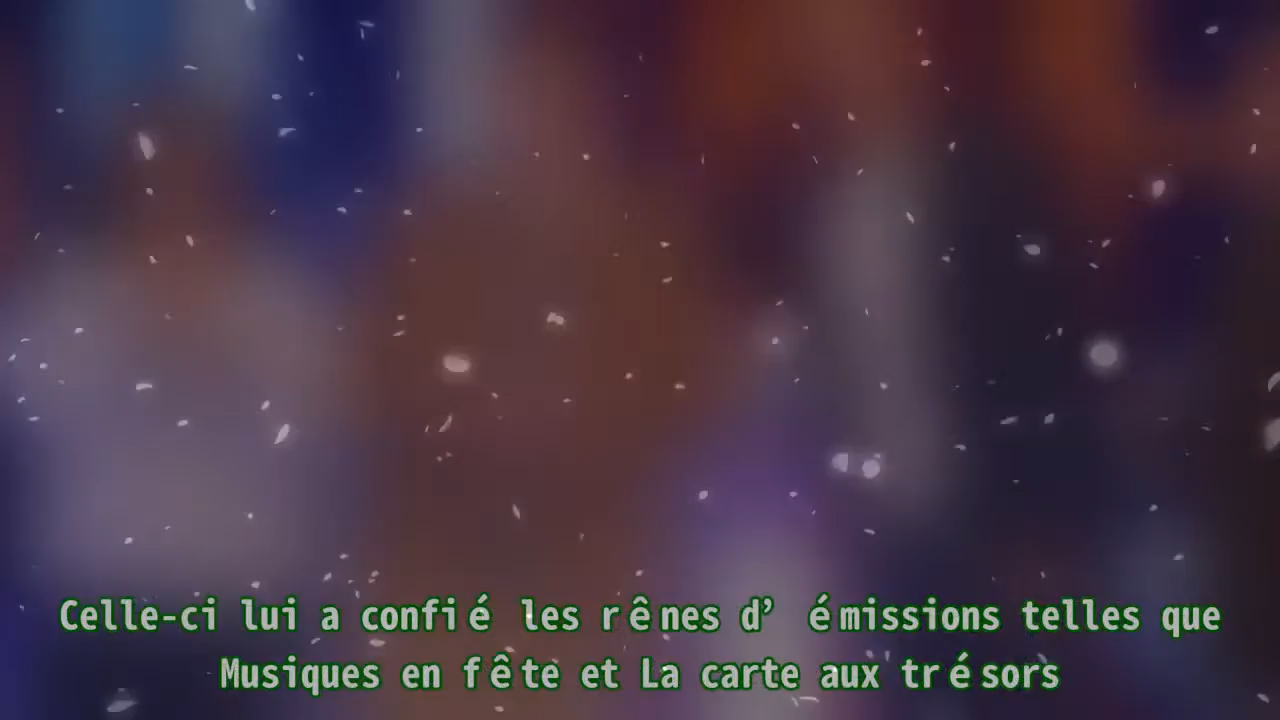 Celle-ci lui a confié les rênes d’émissions telles que
Musiques en fête et La carte aux trésors